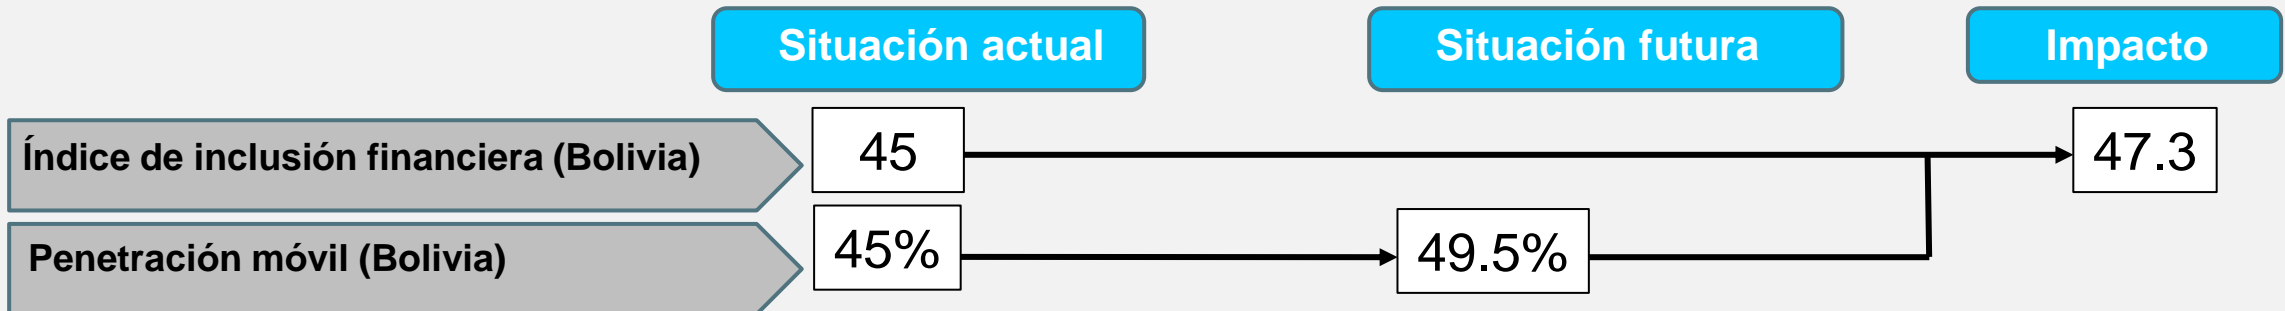 Situación actual
Situación futura
Impacto
Índice de inclusión financiera (Bolivia)
45
47.3
Penetración móvil (Bolivia)
45%
49.5%